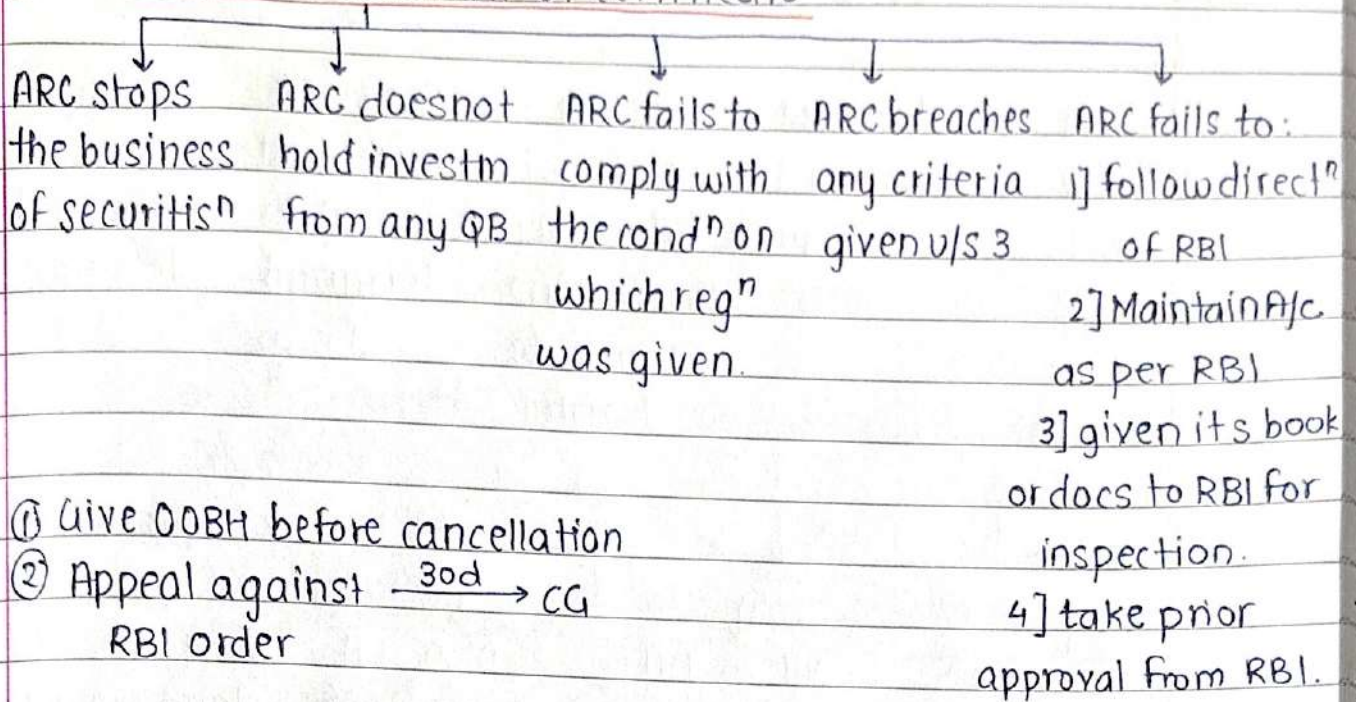 ARC stops
the business
of securitisⁿ
ARC doesnot
hold investm
from any QB
ARC fails to
comply with
the condⁿ on
which regⁿ
was given.
ARC breaches
any criteria
given u/s 3
ARC fails to:
1] follow directⁿ
of RBI
2] Maintain A/c
as per RBI
3] given its book
or docs to RBI for
inspection.
4] take prior
approval from RBI.
① Give OOBH before cancellation
② Appeal against 30d → CG
RBI order